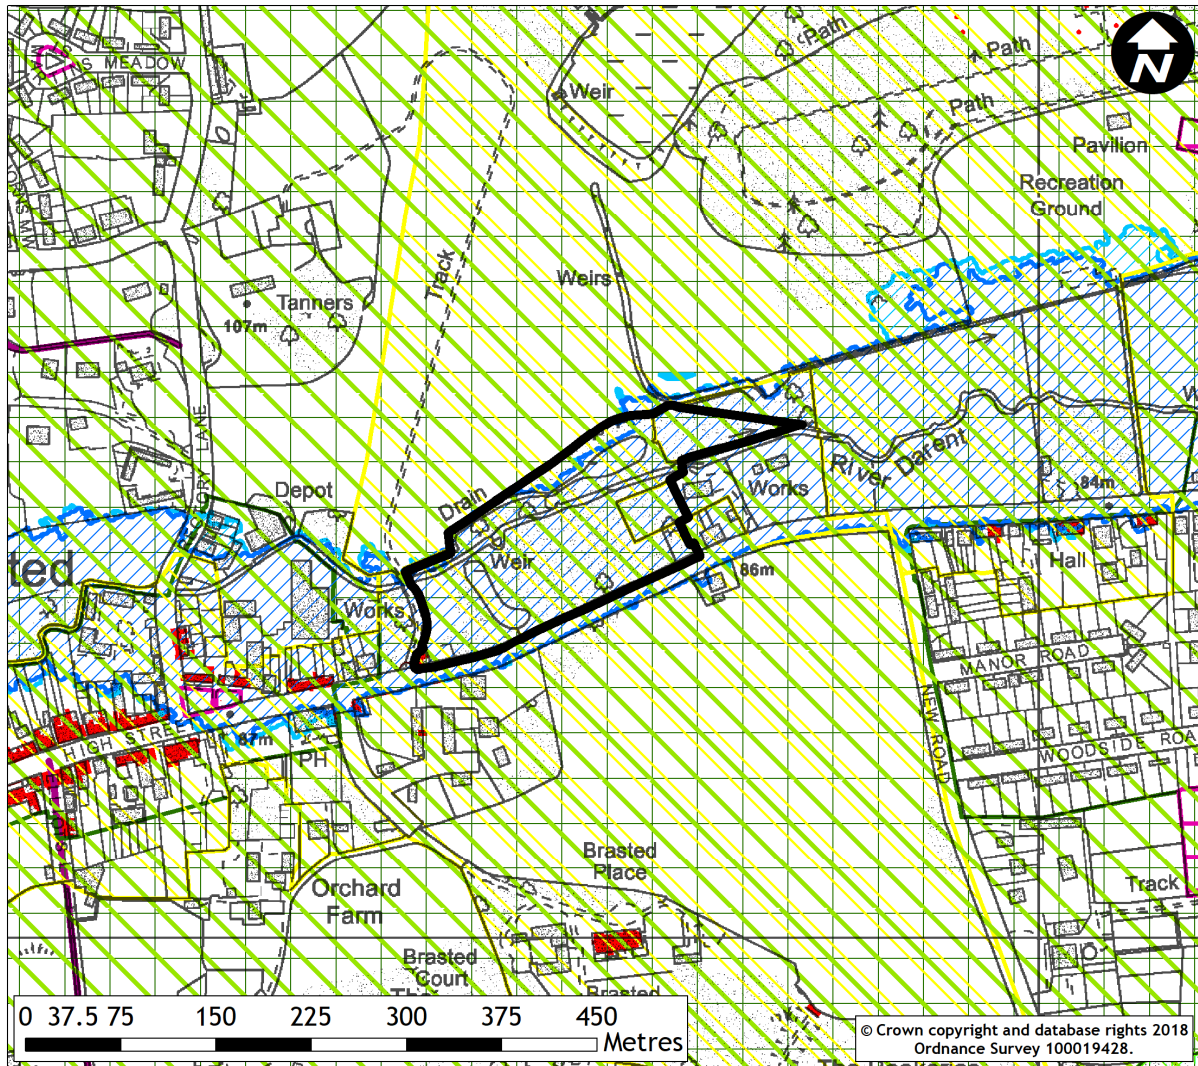 Path
N
MEADOW
Path
Weir
Path
Pavilion
Recreation
Ground
Track
Weirs
Tanners
107m
RECTORY LANE
Depot
Drain
River Darent
Works
84m
ted
Weir
Hall
86m
Works
MANOR ROAD
NEW ROAD
HIGH STRE
87m
PH
WOODSIDE ROA
Brasted
Place
Track
Orchard
Farm
Brasted
Court
Brasted
0 37.5 75 150 225 300 375 450
Metres
© Crown copyright and database rights 2018
Ordnance Survey 100019428.